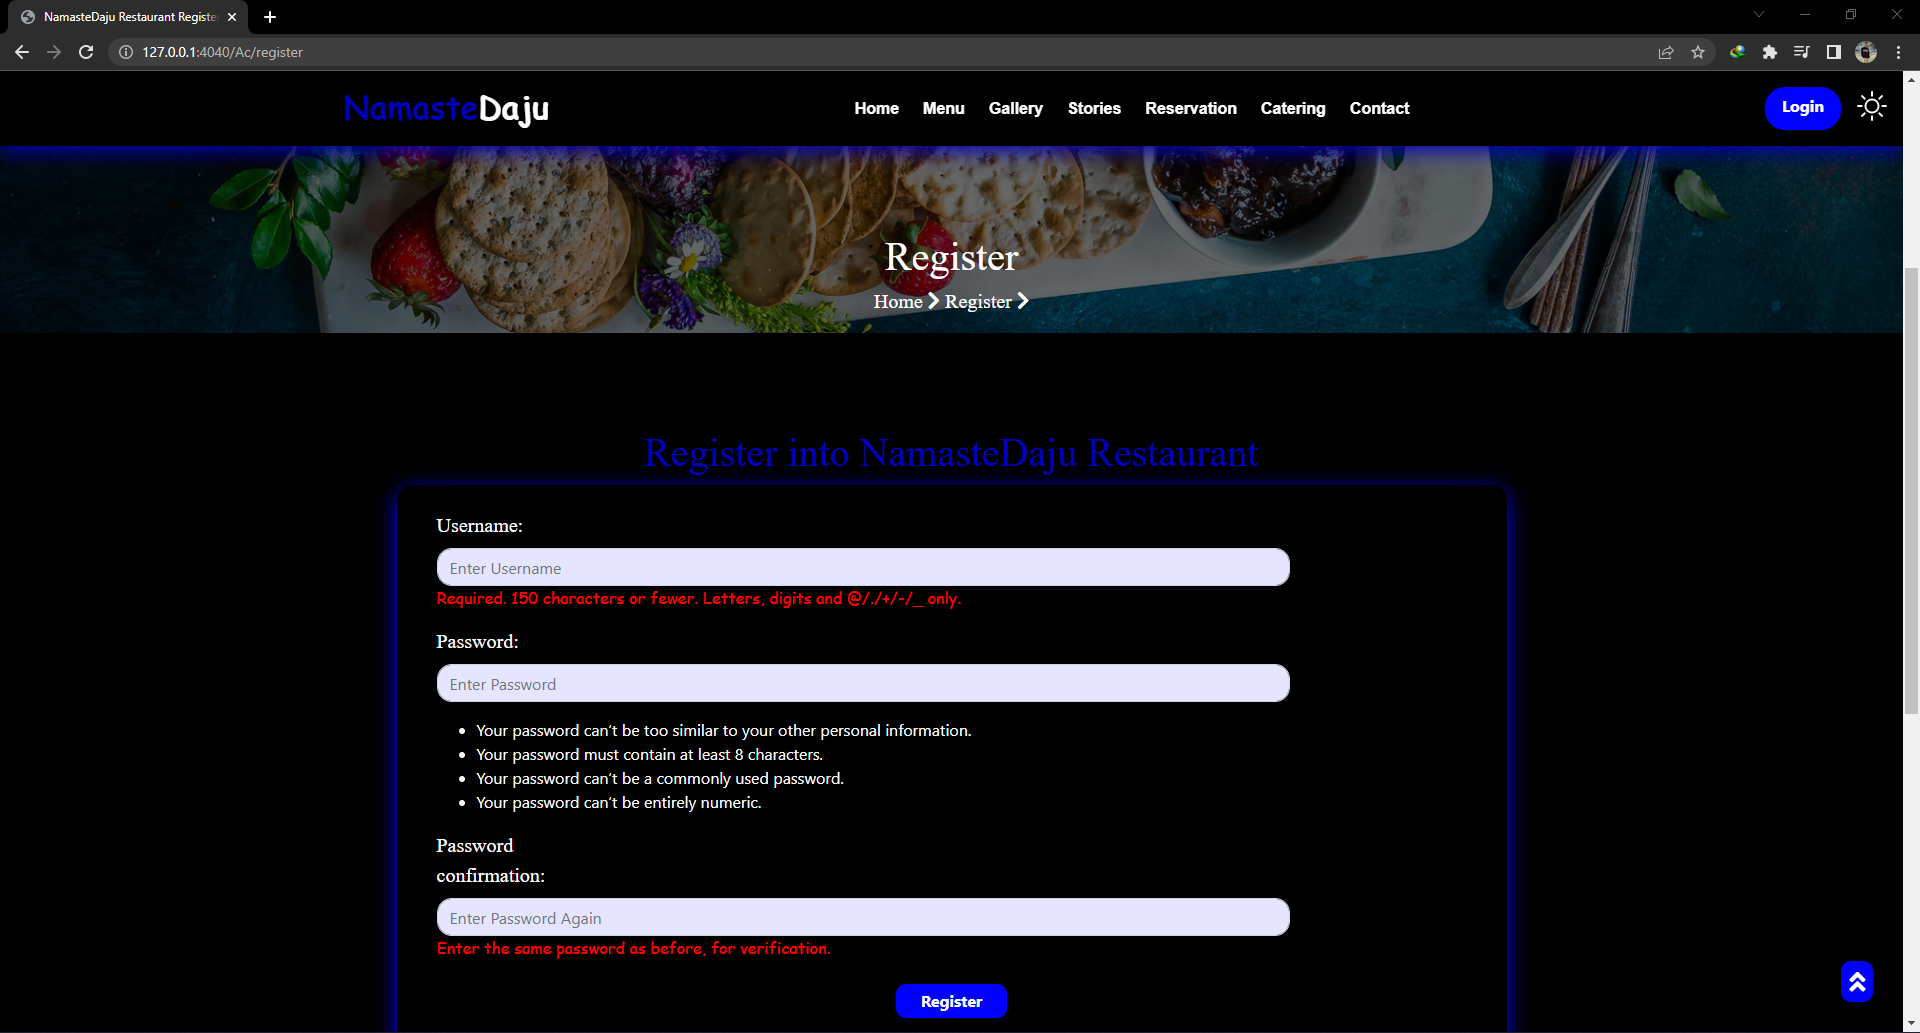 NamasteDaju Restaurant Registe
127.0.0.1:4040/Ac/register
NamasteDaju
Home Menu Gallery Stories Reservation Catering Contact
Login
Register
Home Register
Register into NamasteDaju Restaurant
Username:
Enter Username
Required. 150 characters or fewer. Letters, digits and @/./+/-/_ only.
Password:
Enter Password
Your password can’t be too similar to your other personal information.
Your password must contain at least 8 characters.
Your password can’t be a commonly used password.
Your password can’t be entirely numeric.
Password
confirmation:
Enter Password Again
Enter the same password as before, for verification.
Register